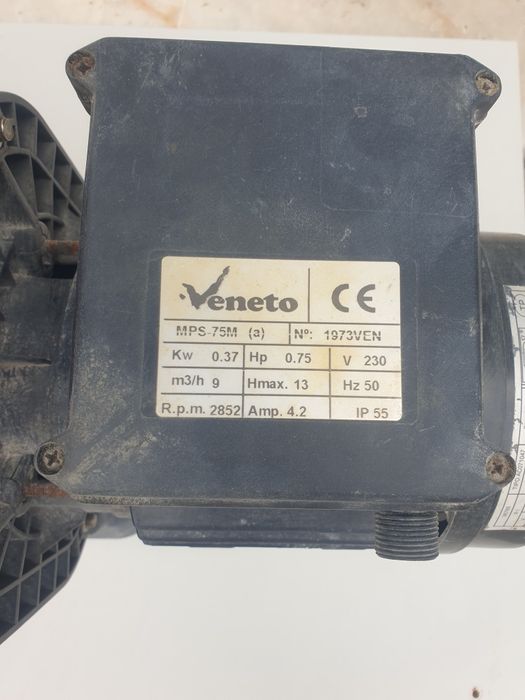 Veneto CE
MPS-75M (a) Nº: 1973VEN
Kw 0.37 Hp 0.75 V 230
m3/h 9 Hmax. 13 Hz 50
R.p.m. 2852 Amp. 4.2 IP 55